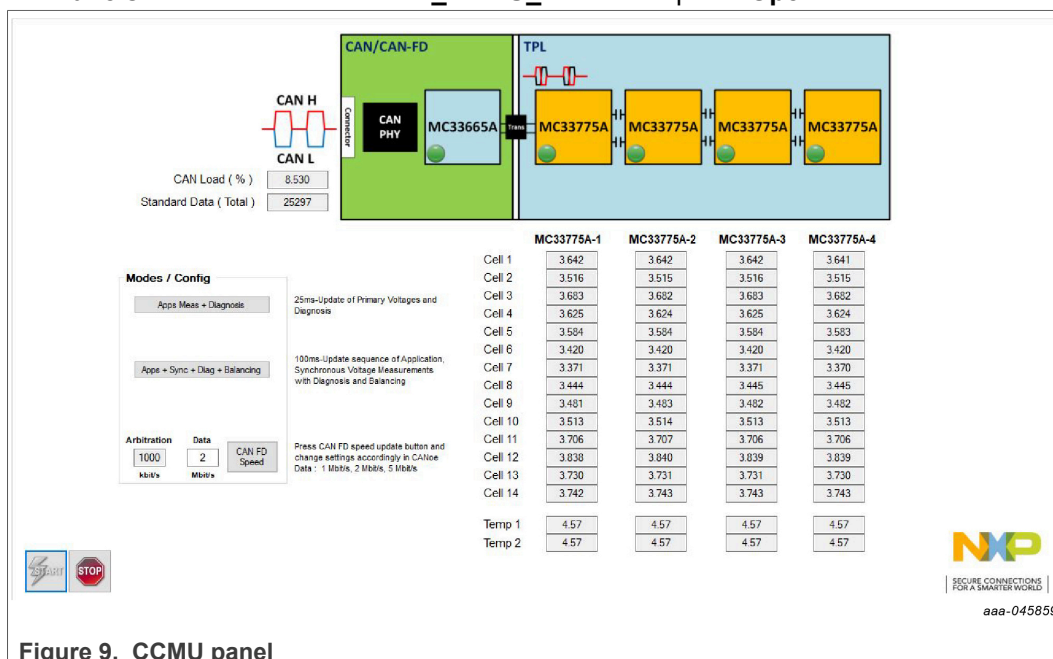 CAN/CAN-FD
TPL
CAN H
CAN L
Connector
CAN PHY
MC33665A
Trans
MC33775A
MC33775A
MC33775A
MC33775A
CAN Load ( % ) 8.530
Standard Data ( Total ) 25297
MC33775A-1 MC33775A-2 MC33775A-3 MC33775A-4
Cell 1 3.642 3.642 3.642 3.641
Cell 2 3.516 3.515 3.516 3.515
Cell 3 3.683 3.682 3.683 3.682
Cell 4 3.625 3.624 3.625 3.624
Cell 5 3.584 3.584 3.584 3.583
Cell 6 3.420 3.420 3.420 3.420
Cell 7 3.371 3.371 3.371 3.370
Cell 8 3.444 3.444 3.445 3.445
Cell 9 3.481 3.483 3.482 3.482
Cell 10 3.513 3.514 3.513 3.513
Cell 11 3.706 3.707 3.706 3.706
Cell 12 3.838 3.840 3.839 3.839
Cell 13 3.730 3.731 3.731 3.730
Cell 14 3.742 3.743 3.743 3.743
Temp 1 4.57 4.57 4.57 4.57
Temp 2 4.57 4.57 4.57 4.57
Modes / Config
Apps Meas + Diagnosis
25ms-Update of Primary Voltages and
Diagnosis
Apps + Sync + Diag + Balancing
100ms-Update sequence of Application,
Synchronous Voltage Measurements
with Diagnosis and Balancing
Arbitration Data
1000 2
kbit/s Mbit/s
CAN FD
Speed
Press CAN FD speed update button and
change settings accordingly in CANoe
Data : 1 Mbit/s, 2 Mbit/s, 5 Mbit/s
START
STOP
NXP
SECURE CONNECTIONS
FOR A SMARTER WORLD
aaa-045859
Figure 9. CCMU panel